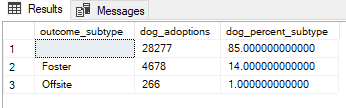 Results Messages
outcome_subtype dog_adoptions dog_percent_subtype
1 28277 85.000000000000
2 Foster 4678 14.000000000000
3 Offsite 266 1.000000000000